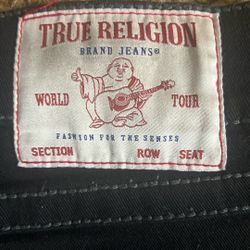 TRUE RELIGION
BRAND JEANS®
WORLD TOUR
FASHION FOR THE SENSES
SECTION ROW SEAT